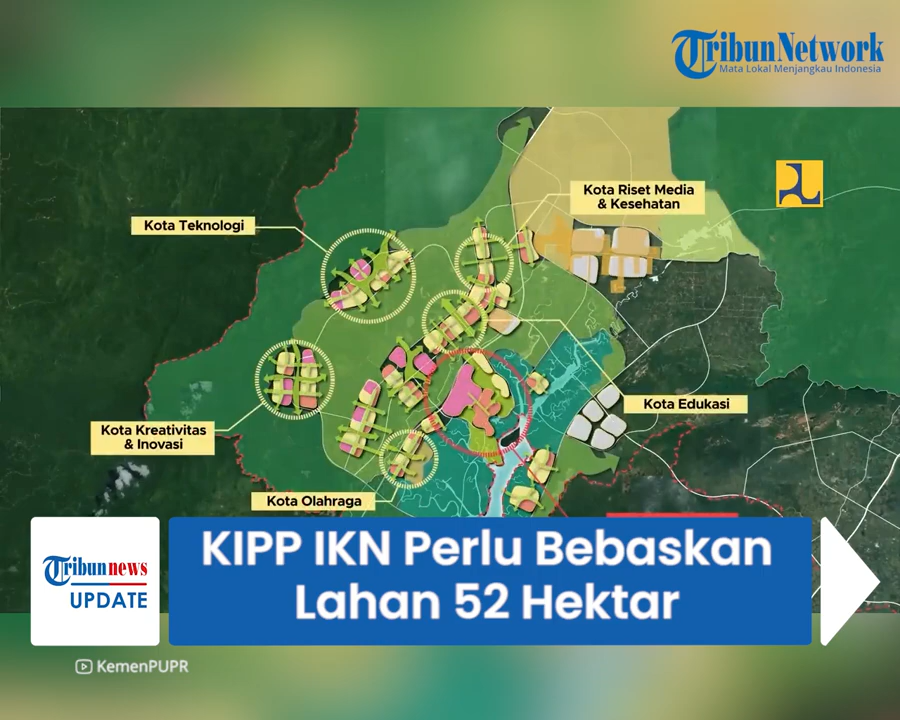 TribunNetwork
Mata Lokal Menjangkau Indonesia
Kota Riset Media
& Kesehatan
Kota Teknologi
Kota Edukasi
Kota Kreativitas
& Inovasi
Kota Olahraga
Tribunnews
UPDATE
KIPP IKN Perlu Bebaskan
Lahan 52 Hektar
KemenPUPR